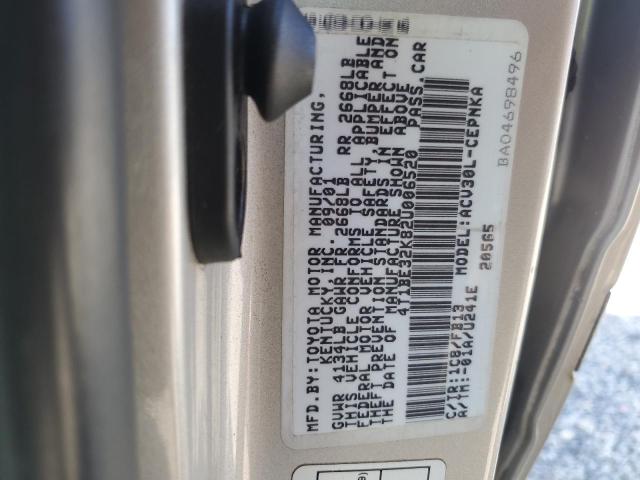 MFD. BY: TOYOTA MOTOR MANUFACTURING,
KENTUCKY, INC. 09/01
GVWR 4134LB GAWR FR 2668LB RR 2668LB
THIS VEHICLE CONFORMS TO ALL APPLICABLE
FEDERAL MOTOR VEHICLE SAFETY, BUMPER AND
THEFT PREVENTION STANDARDS IN EFFECT ON
THE DATE OF MANUFACTURE SHOWN ABOVE
4T1BE32K82U006520 PASS. CAR
C/TR:1C8/FB13 MODEL:ACV30L-CEPNKA
A/TM:-01A/U241E 20565
BA04698496